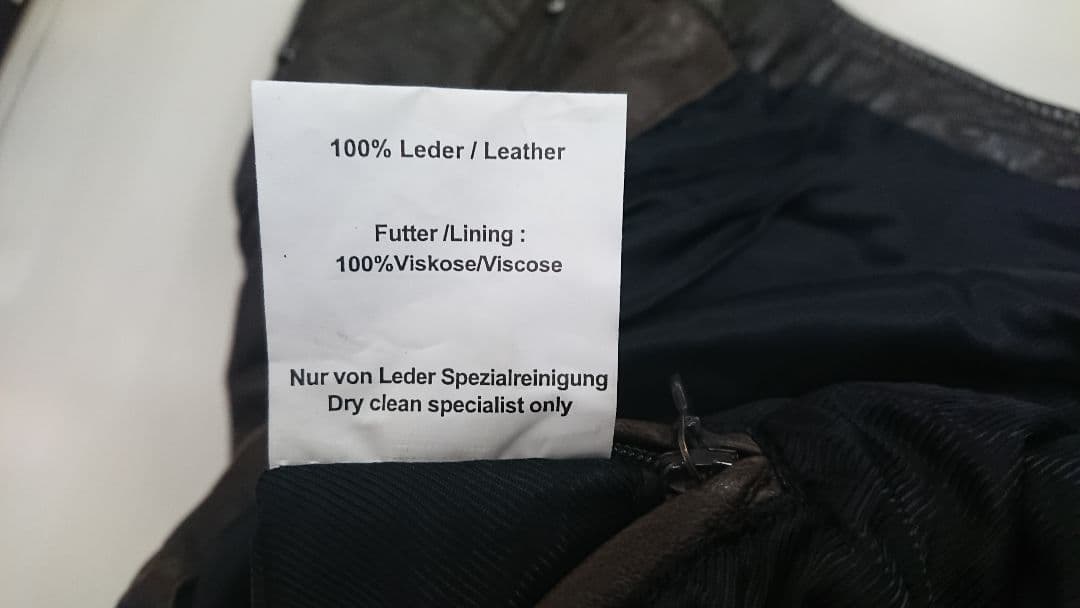 100% Leder / Leather
Futter /Lining :
100%Viskose/Viscose
Nur von Leder Spezialreinigung
Dry clean specialist only